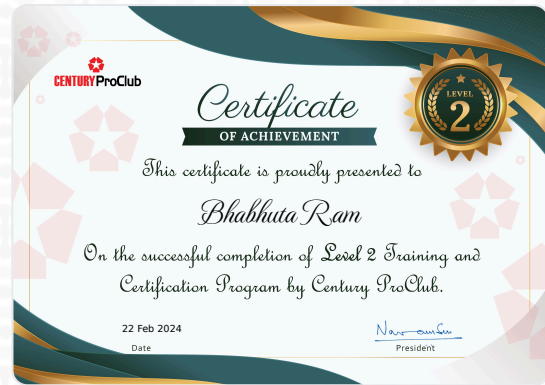 CENTURY ProClub
Certificate
OF ACHIEVEMENT
LEVEL
2
This certificate is proudly presented to
Bhabhuta Ram
On the successful completion of Level 2 Training and
Certification Program by Century ProClub.
22 Feb 2024
Date
President